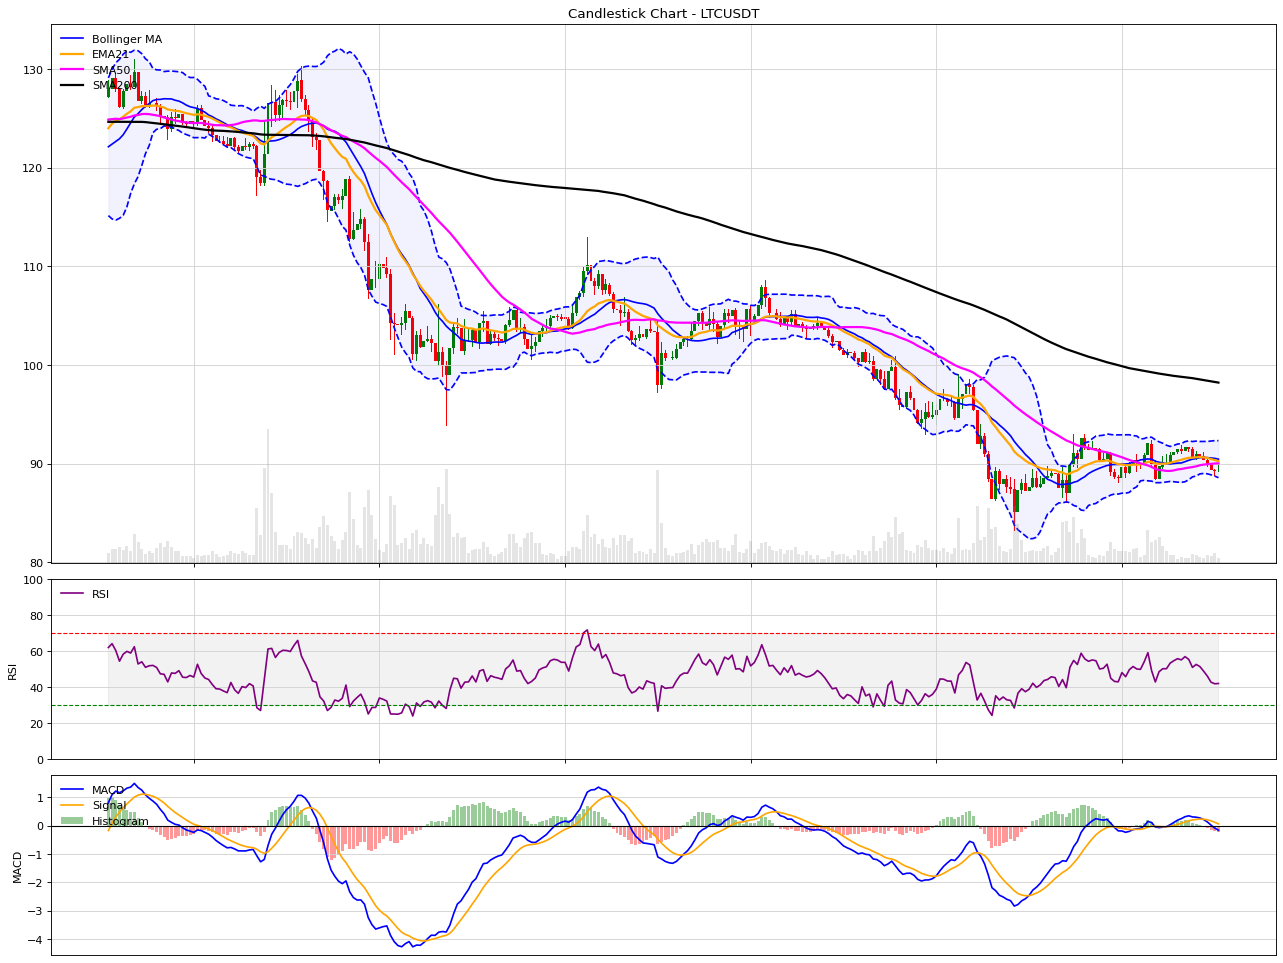 Candlestick Chart - LTCUSDT
Bollinger MA
EMA21
SMA50
SMA200
130
120
110
100
90
80
100
80
60
40
20
0
RSI
RSI
1
0
−1
−2
−3
−4
MACD
MACD
Signal
Histogram